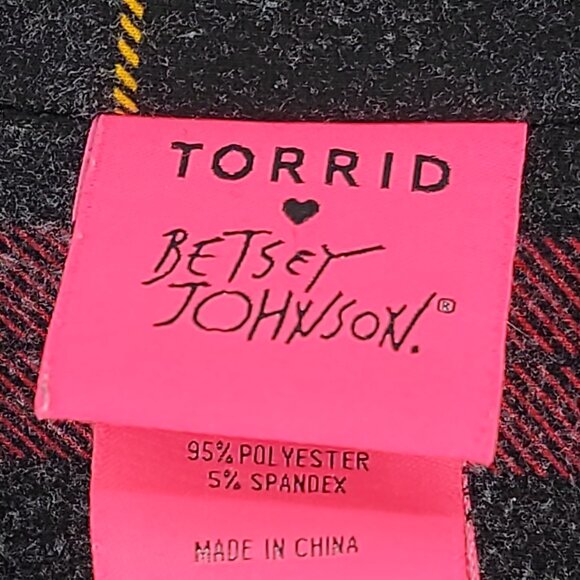 TORRID
♥
BETSEY
JOHNSON.®
95% POLYESTER
5% SPANDEX
MADE IN CHINA